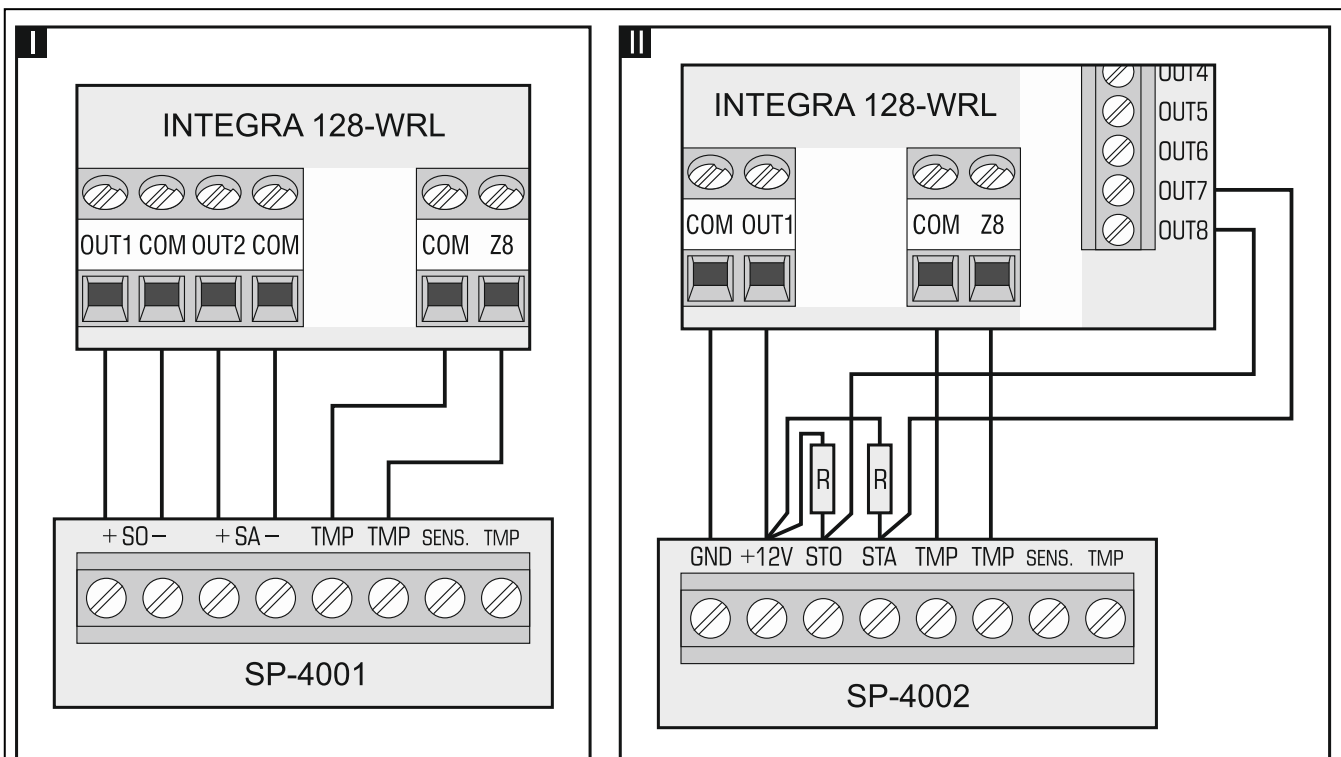 I
INTEGRA 128-WRL
OUT1 COM OUT2 COM COM Z8
+ SO − + SA − TMP TMP SENS. TMP
SP-4001
II
INTEGRA 128-WRL
COM OUT1 COM Z8
OUT4
OUT5
OUT6
OUT7
OUT8
R R
GND +12V STO STA TMP TMP SENS. TMP
SP-4002